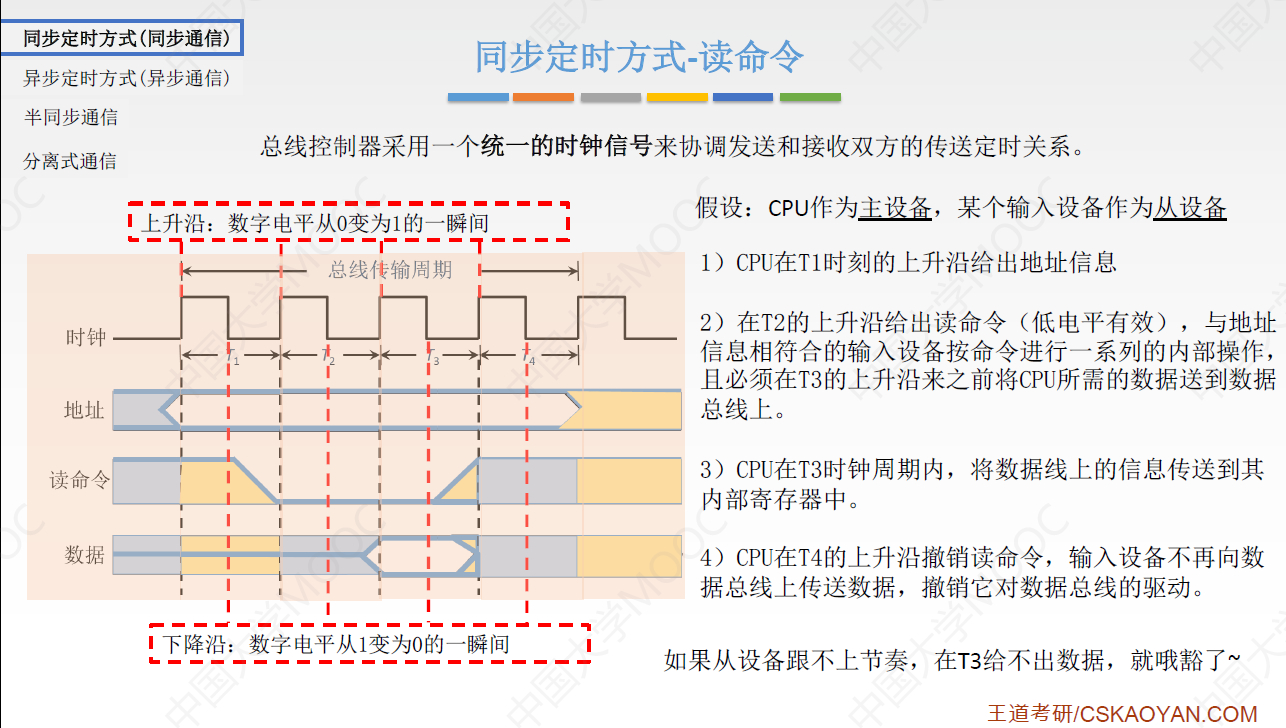 同步定时方式(同步通信)
异步定时方式(异步通信)
半同步通信
分离式通信
同步定时方式-读命令
总线控制器采用一个统一的时钟信号来协调发送和接收双方的传送定时关系。
上升沿：数字电平从0变为1的一瞬间
总线传输周期
时钟
T1
T2
T3
T4
地址
读命令
数据
下降沿：数字电平从1变为0的一瞬间
假设：CPU作为主设备，某个输入设备作为从设备
1）CPU在T1时刻的上升沿给出地址信息
2）在T2的上升沿给出读命令（低电平有效），与地址
信息相符合的输入设备按命令进行一系列的内部操作，
且必须在T3的上升沿来之前将CPU所需的数据送到数据
总线上。
3）CPU在T3时钟周期内，将数据线上的信息传送到其
内部寄存器中。
4）CPU在T4的上升沿撤销读命令，输入设备不再向数
据总线上传送数据，撤销它对数据总线的驱动。
如果从设备跟不上节奏，在T3给不出数据，就哦豁了~
王道考研/CSKAOYAN.COM
中国大学MOOC